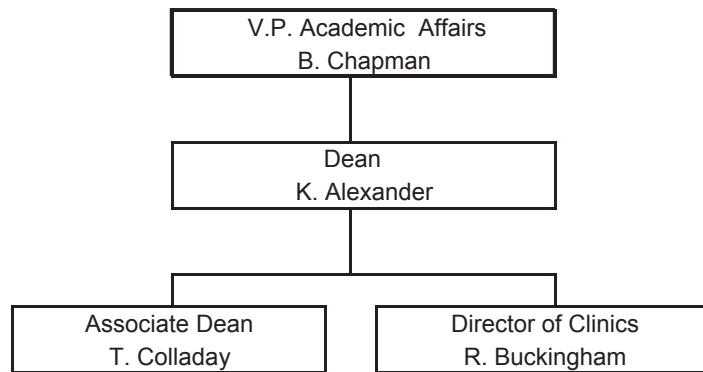 V.P. Academic Affairs
B. Chapman
Dean
K. Alexander
Associate Dean
T. Colladay
Director of Clinics
R. Buckingham